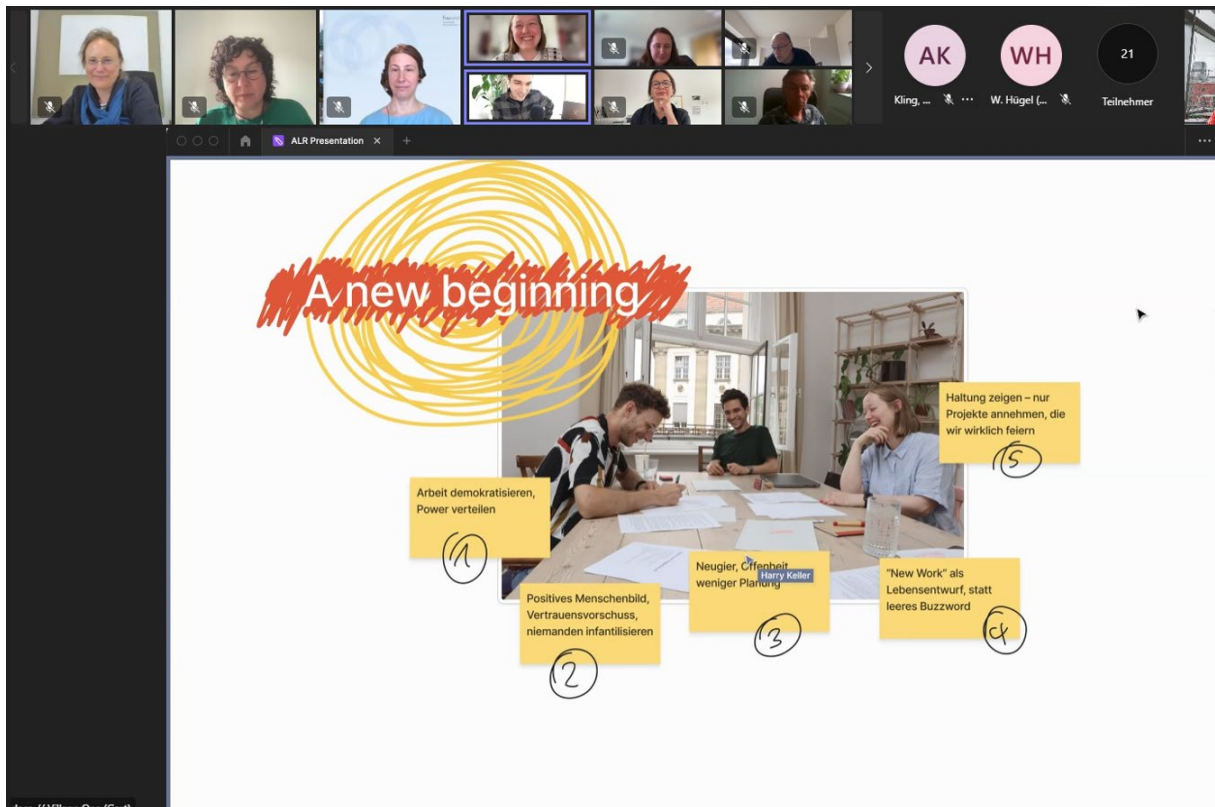 AK
WH
21
Kling, ...
W. Hügel (...
Teilnehmer
ALR Presentation
A new beginning
Haltung zeigen – nur
Projekte annehmen, die
wir wirklich feiern
5
Arbeit demokratisieren,
Power verteilen
1
Neugier, Offenheit
weniger Planung
Harry Keller
3
"New Work" als
Lebensentwurf, statt
leeres Buzzword
4
Positives Menschenbild,
Vertrauensvorschuss,
niemanden infantilisieren
2